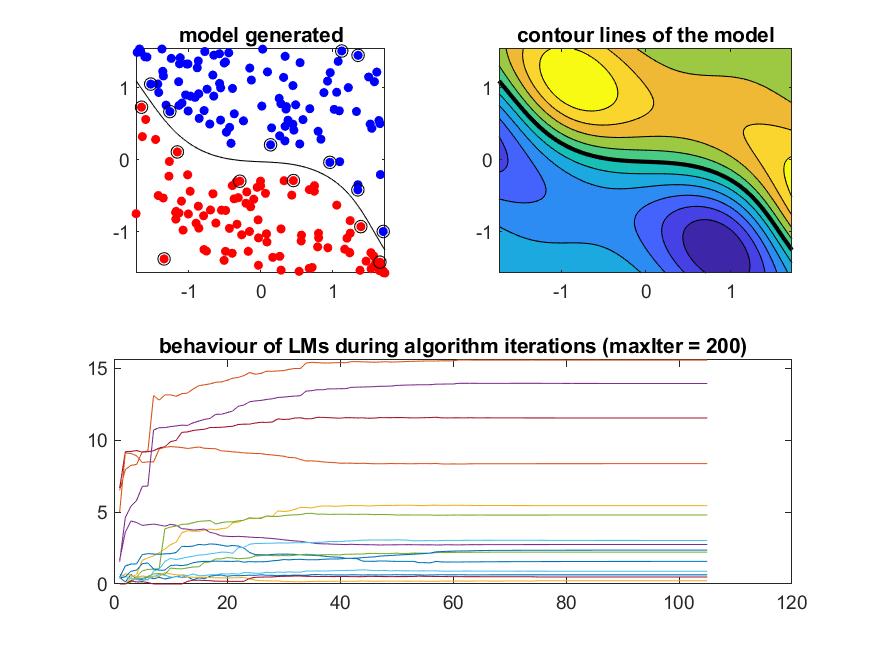 model generated
1
0
-1
-1 0 1
contour lines of the model
1
0
-1
-1 0 1
behaviour of LMs during algorithm iterations (maxIter = 200)
15
10
5
0
0 20 40 60 80 100 120